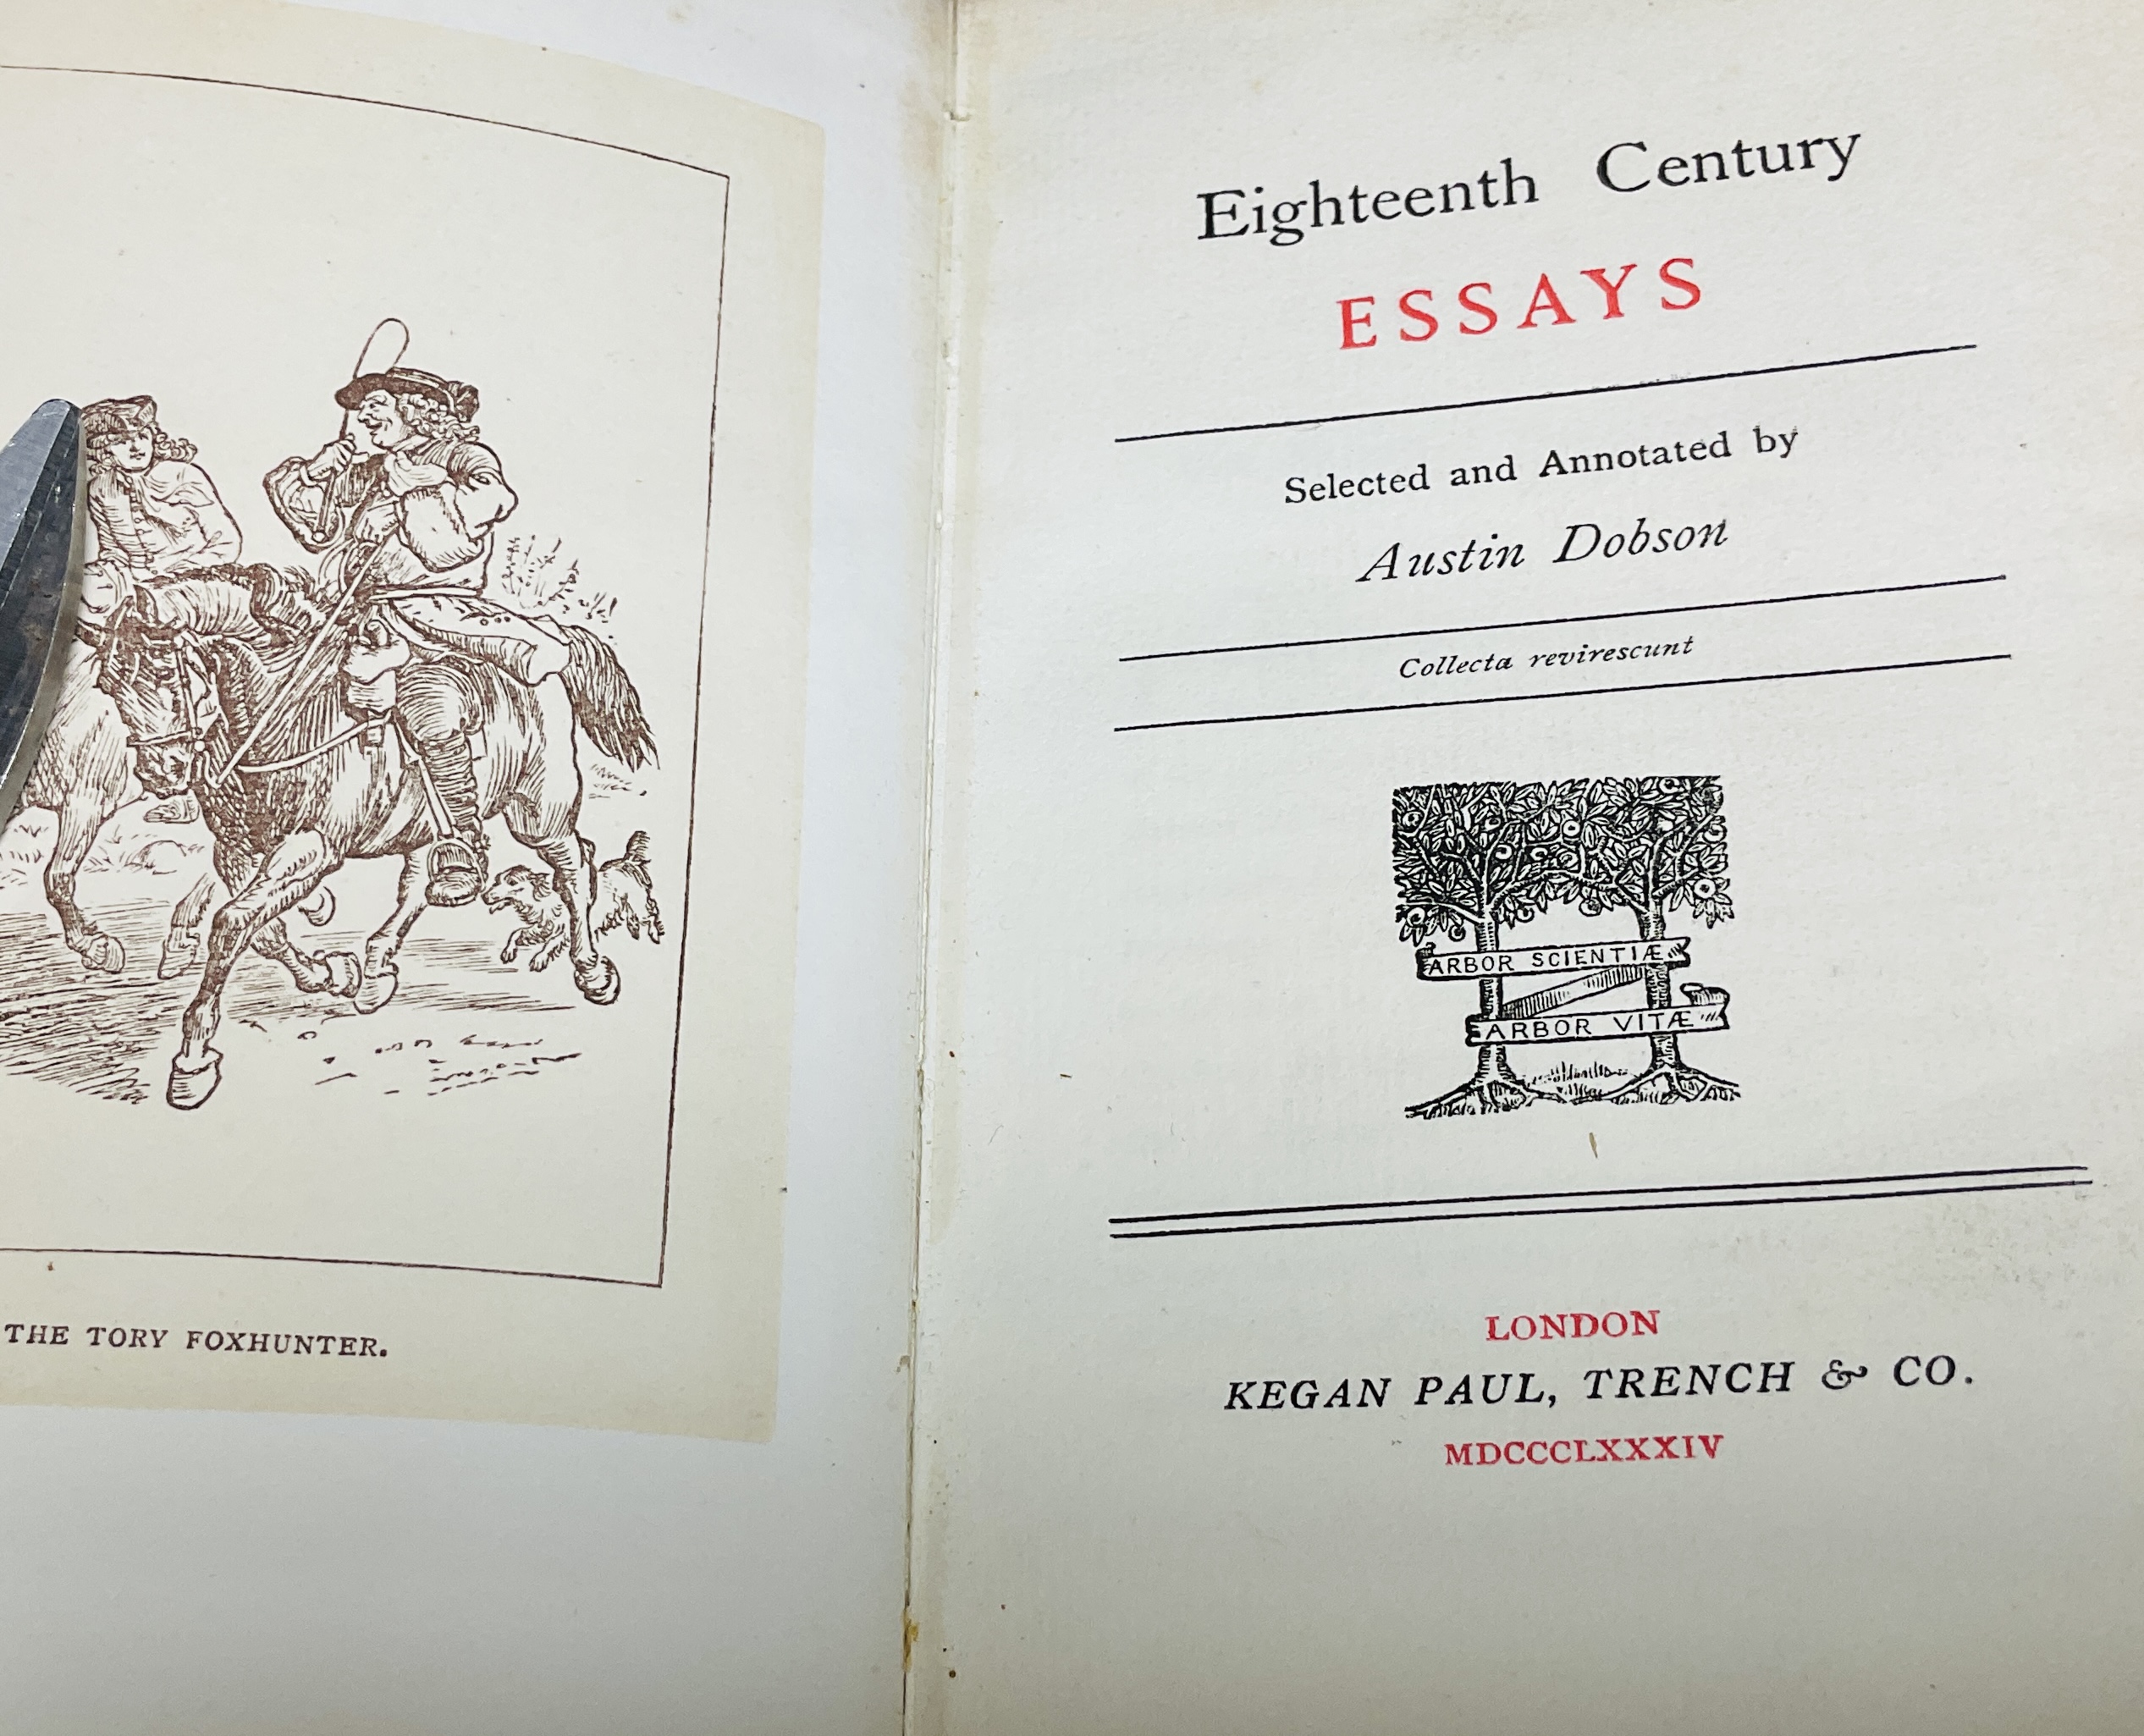 THE TORY FOXHUNTER.
Eighteenth Century
ESSAYS
Selected and Annotated by
Austin Dobson
Collecta revirescunt
ARBOR SCIENTIÆ
ARBOR VITÆ
LONDON
KEGAN PAUL, TRENCH & CO.
MDCCCLXXXIV